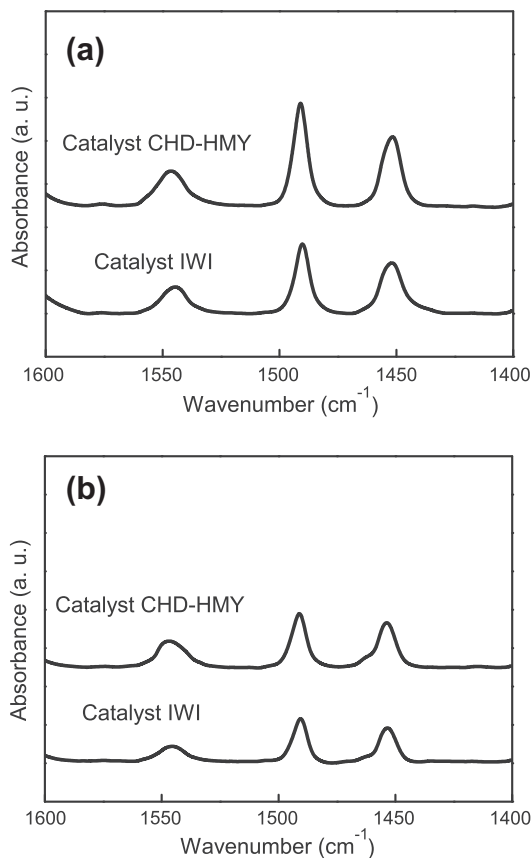 (a)
Catalyst CHD-HMY
Catalyst IWI
Absorbance (a. u.)
1600 1550 1500 1450 1400
Wavenumber (cm⁻¹)
(b)
Catalyst CHD-HMY
Catalyst IWI
Absorbance (a. u.)
1600 1550 1500 1450 1400
Wavenumber (cm⁻¹)